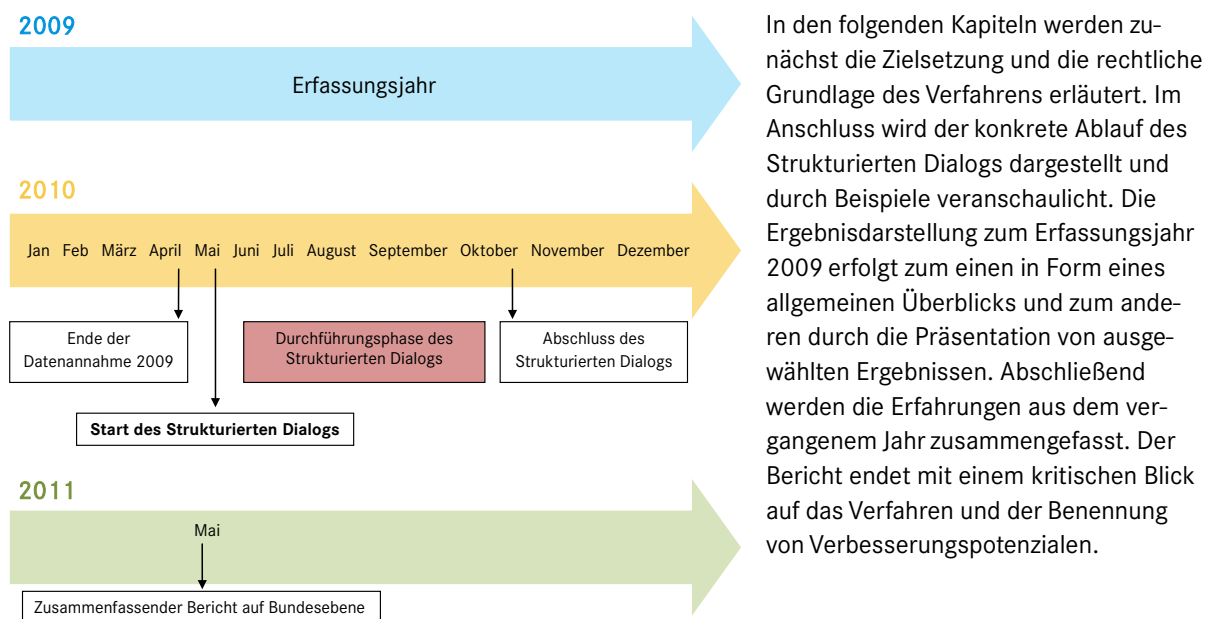 2009
Erfassungsjahr
2010
Jan Feb März April Mai Juni Juli August September Oktober November Dezember
Ende der
Datenannahme 2009
Durchführungsphase des
Strukturierten Dialogs
Abschluss des
Strukturierten Dialogs
Start des Strukturierten Dialogs
2011
Mai
Zusammenfassender Bericht auf Bundesebene
In den folgenden Kapiteln werden zu-
nächst die Zielsetzung und die rechtliche
Grundlage des Verfahrens erläutert. Im
Anschluss wird der konkrete Ablauf des
Strukturierten Dialogs dargestellt und
durch Beispiele veranschaulicht. Die
Ergebnisdarstellung zum Erfassungsjahr
2009 erfolgt zum einen in Form eines
allgemeinen Überblicks und zum ande-
ren durch die Präsentation von ausge-
wählten Ergebnissen. Abschließend
werden die Erfahrungen aus dem ver-
gangenem Jahr zusammengefasst. Der
Bericht endet mit einem kritischen Blick
auf das Verfahren und der Benennung
von Verbesserungspotenzialen.